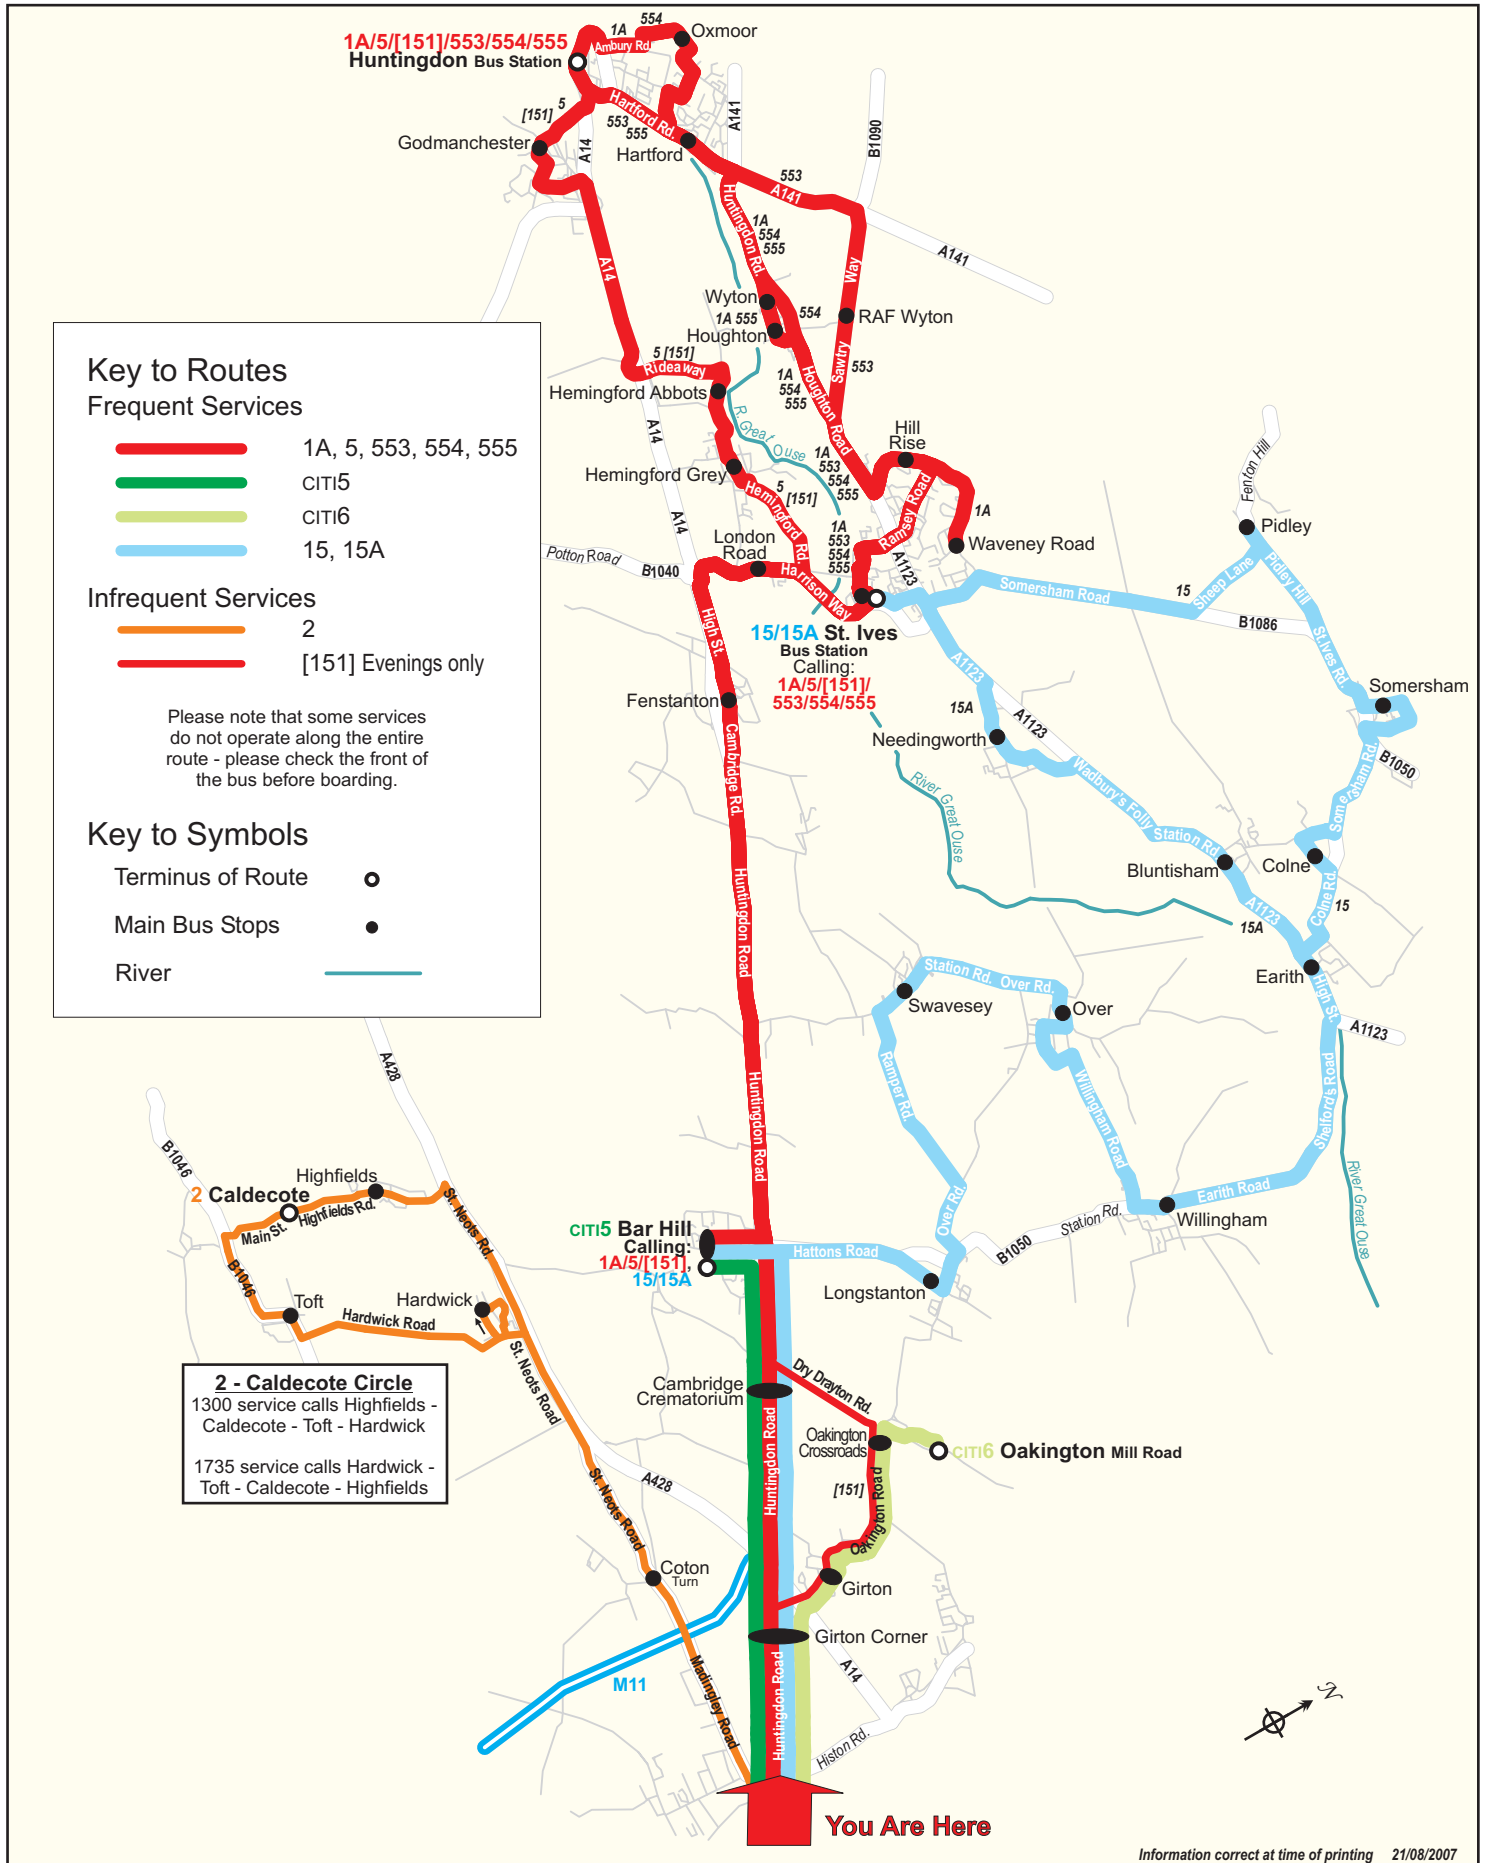 554
1A
Oxmoor
1A/5/[151]/553/554/555
Huntingdon Bus Station
Ambury Rd.
5
[151]
Hartford Rd.
553
555
A141
B1090
Godmanchester
A14
Hartford
553
A141
Huntingdon Rd.
1A
554
555
A141
A14
Way
Wyton
554
RAF Wyton
1A 555
Houghton
5 [151]
Rideaway
Sawtry
553
1A
554
555
Houghton Road
Hemingford Abbots
R. Great Ouse
A14
Hill
Rise
Fenton Hill
1A
553
554
555
Hemingford Grey
5
[151]
Hemingford Rd.
Ramsey Road
1A
A14
1A
553
554
555
Pidley
London
Road
Waveney Road
A1123
Potton Road
B1040
Harrison Way
Somersham Road
15
Sheep Lane
Pidley Hill
High St.
15/15A St. Ives
Bus Station
Calling:
1A/5/[151]/
553/554/555
B1086
St.Ives Rd.
A1123
Fenstanton
15A
A1123
Somersham
Needingworth
Cambridge Rd.
B1050
River Great Ouse
Wadbury's Folly
Somersham Rd.
Station Rd.
Bluntisham
Colne
Huntingdon Road
A1123
Colne Rd.
15
15A
Earith
Station Rd.
Over Rd.
High St.
Swavesey
Over
A1123
Key to Routes
Frequent Services
1A, 5, 553, 554, 555
CITI5
CITI6
15, 15A
Infrequent Services
2
[151] Evenings only
Please note that some services
do not operate along the entire
route - please check the front of
the bus before boarding.
Key to Symbols
Terminus of Route
Main Bus Stops
River
A428
Ramper Rd.
Huntingdon Road
Willingham Road
Shelford's Road
B1046
Highfields
2 Caldecote
Main St.
Highfields Rd.
St. Neots Rd.
Over Rd.
Earith Road
River Great Ouse
Willingham
Station Rd.
B1050
CITI5 Bar Hill
Calling:
1A/5/[151],
15/15A
Hattons Road
Longstanton
B1046
Toft
Hardwick
Hardwick Road
St. Neots Road
2 - Caldecote Circle
1300 service calls Highfields -
Caldecote - Toft - Hardwick
1735 service calls Hardwick -
Toft - Caldecote - Highfields
Dry Drayton Rd.
Cambridge
Crematorium
Huntingdon Road
Oakington
Crossroads
CITI6 Oakington Mill Road
A428
[151]
Oakington Road
St. Neots Road
Coton
Turn
Girton
Girton Corner
M11
Madingley Road
Huntingdon Road
A14
Histon Rd.
N
You Are Here
Information correct at time of printing 21/08/2007